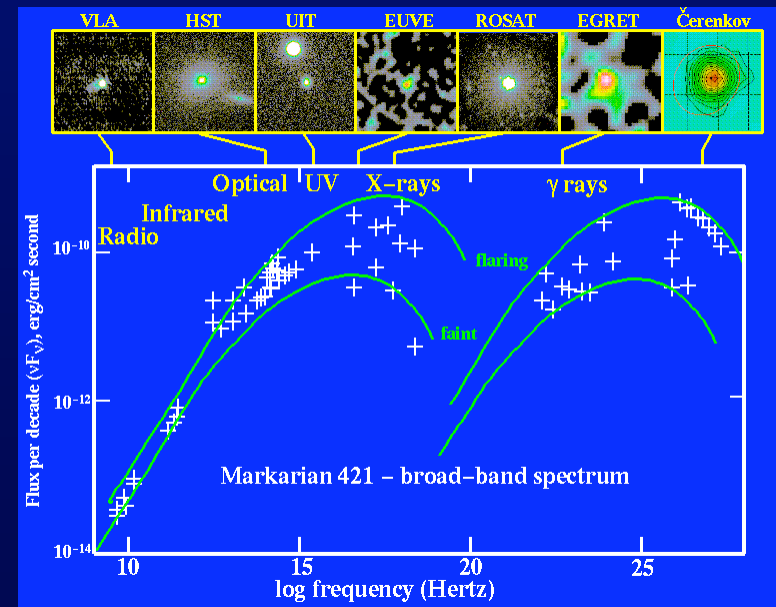 VLA HST UIT EUVE ROSAT EGRET Čerenkov
Optical UV X-rays γ rays
Infrared
Radio
Flux per decade (νFν), erg/cm² second
10⁻¹⁰
10⁻¹²
10⁻¹⁴
flaring
faint
Markarian 421 – broad-band spectrum
10 15 20 25
log frequency (Hertz)